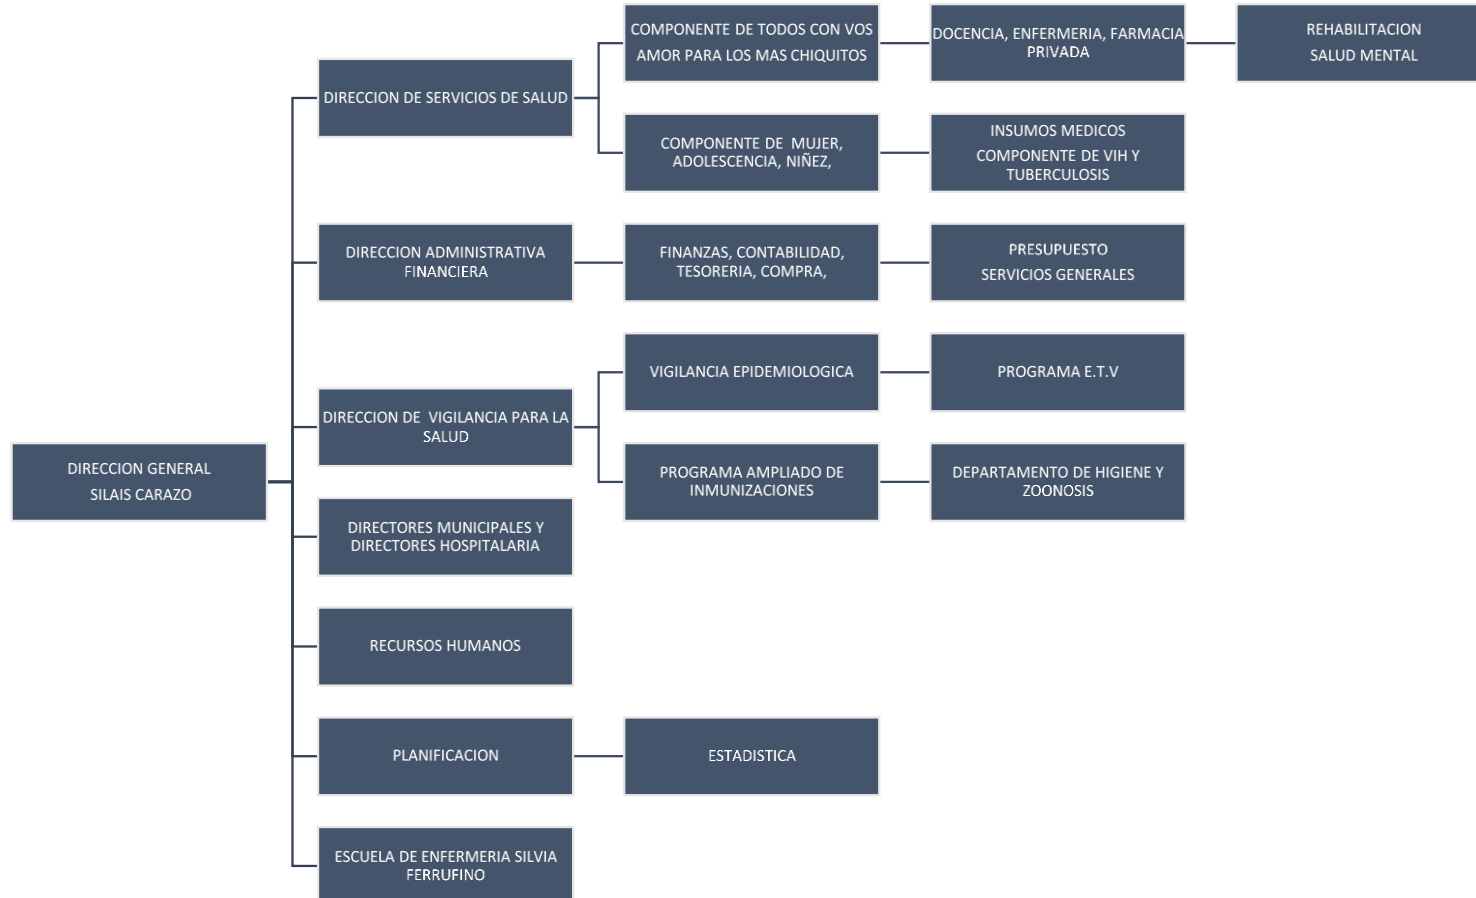 COMPONENTE DE TODOS CON VOS
AMOR PARA LOS MAS CHIQUITOS
DOCENCIA, ENFERMERIA, FARMACIA
PRIVADA
REHABILITACION
SALUD MENTAL
DIRECCION DE SERVICIOS DE SALUD
COMPONENTE DE  MUJER,
ADOLESCENCIA, NIÑEZ,
INSUMOS MEDICOS
COMPONENTE DE VIH Y
TUBERCULOSIS
DIRECCION ADMINISTRATIVA
FINANCIERA
FINANZAS, CONTABILIDAD,
TESORERIA, COMPRA,
PRESUPUESTO
SERVICIOS GENERALES
DIRECCION DE  VIGILANCIA PARA LA
SALUD
VIGILANCIA EPIDEMIOLOGICA
PROGRAMA E.T.V
PROGRAMA AMPLIADO DE
INMUNIZACIONES
DEPARTAMENTO DE HIGIENE Y
ZOONOSIS
DIRECCION GENERAL
SILAIS CARAZO
DIRECTORES MUNICIPALES Y
DIRECTORES HOSPITALARIA
RECURSOS HUMANOS
PLANIFICACION
ESTADISTICA
ESCUELA DE ENFERMERIA SILVIA
FERRUFINO